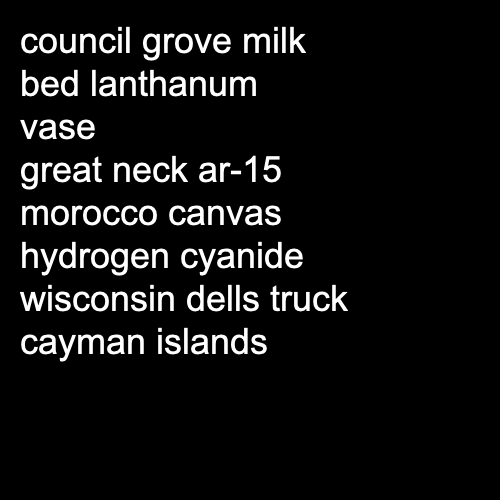 council grove milk
bed lanthanum
vase
great neck ar-15
morocco canvas
hydrogen cyanide
wisconsin dells truck
cayman islands